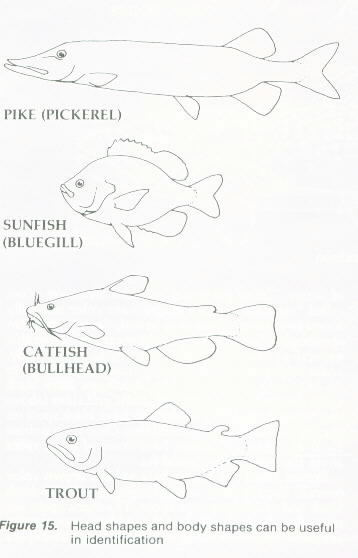 PIKE (PICKEREL)
SUNFISH
(BLUEGILL)
CATFISH
(BULLHEAD)
TROUT
Figure 15. Head shapes and body shapes can be useful
in identification